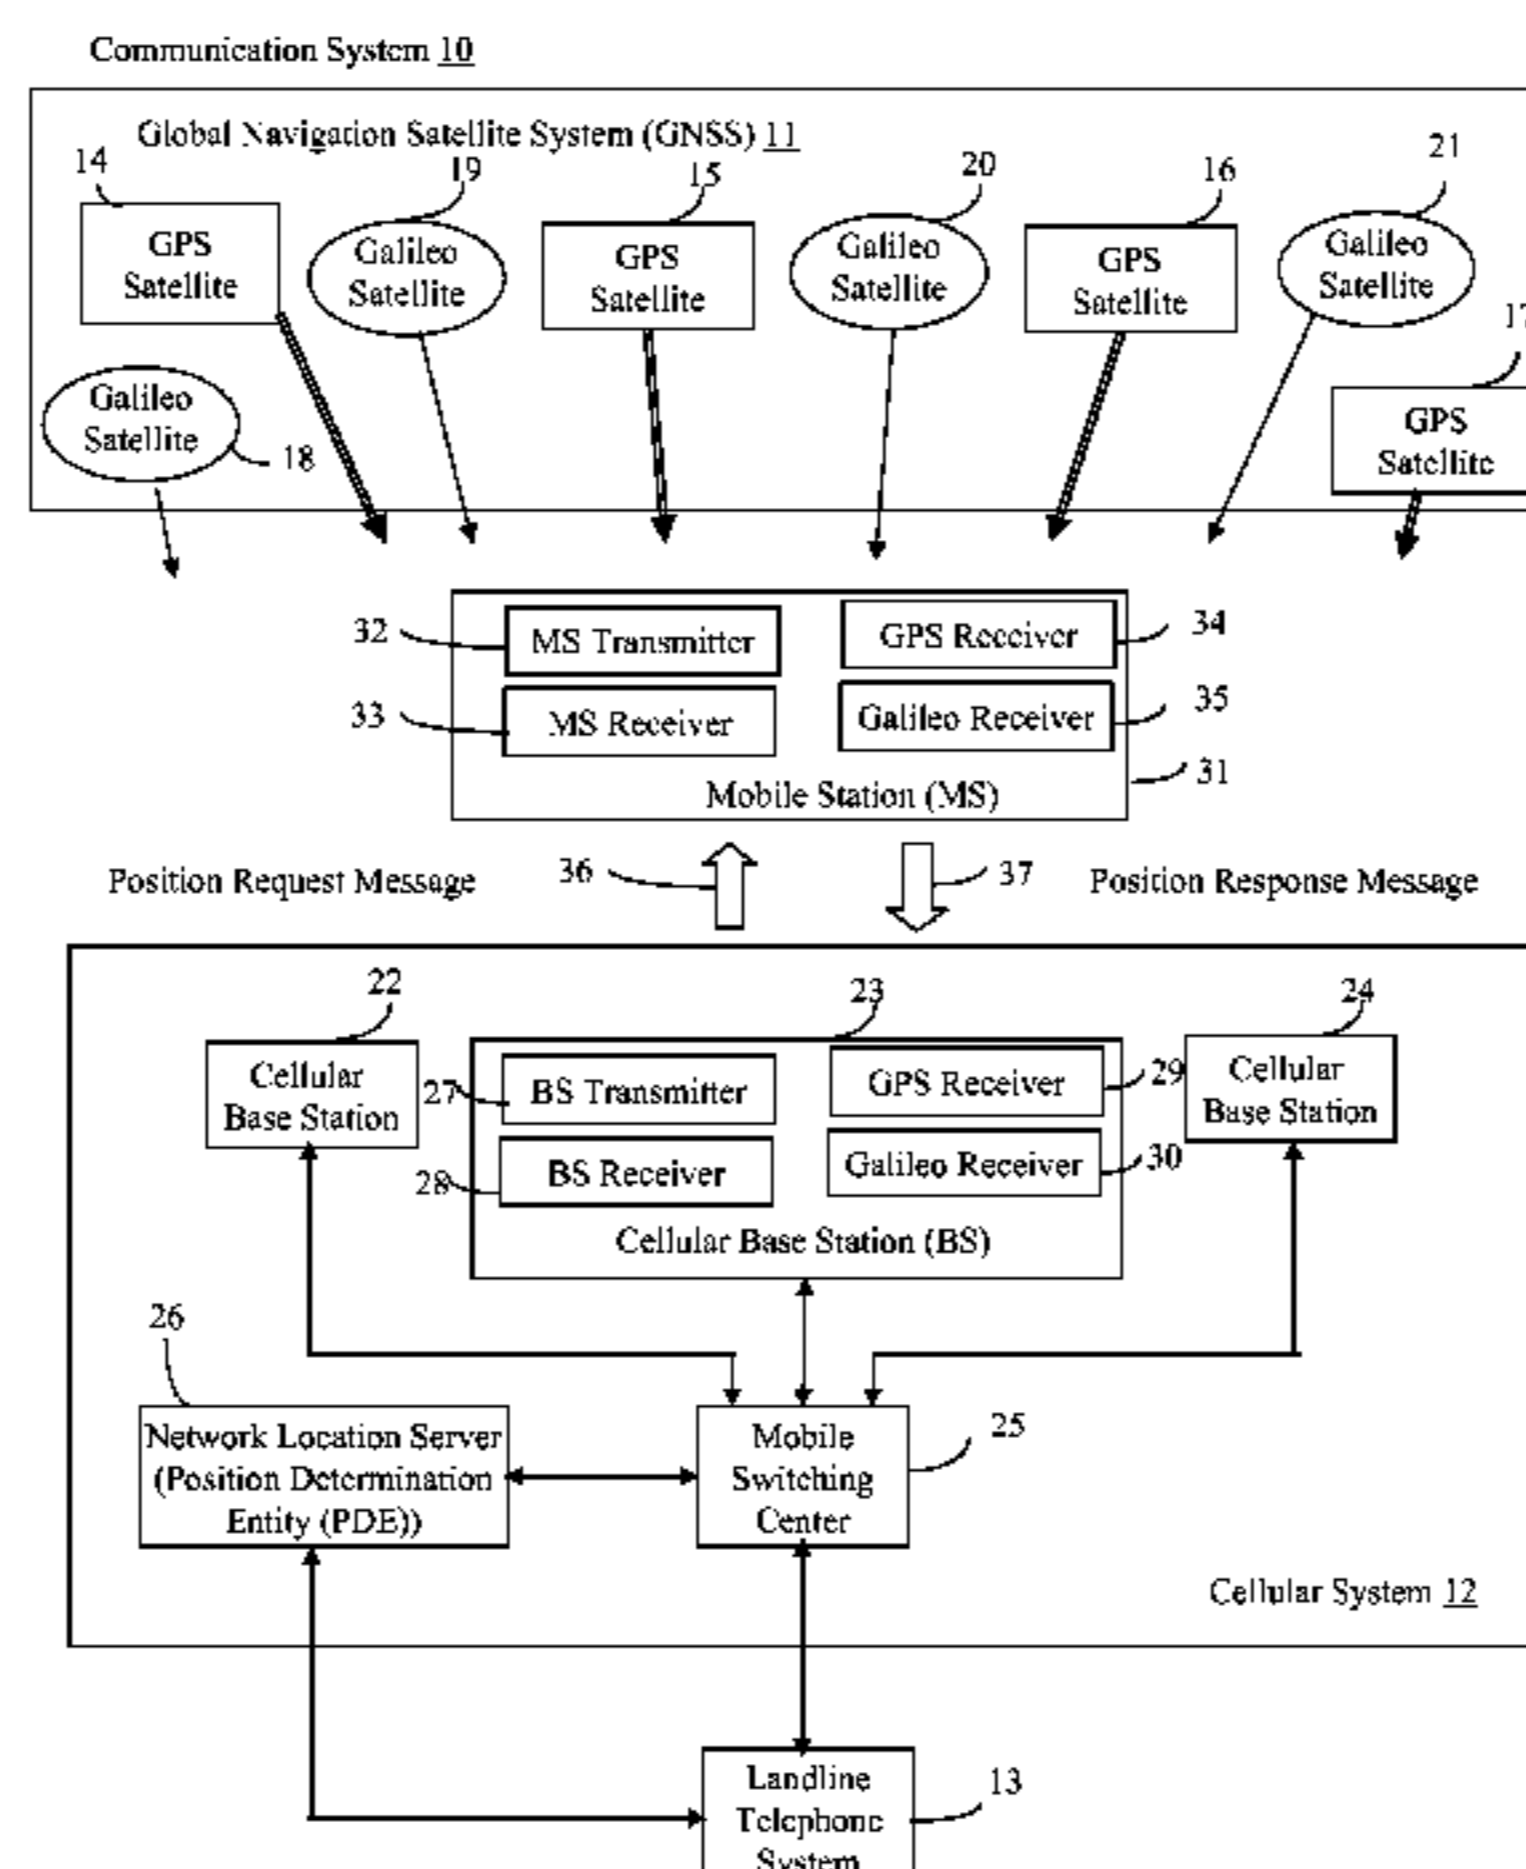 Communication System 10
Global Navigation Satellite System (GNSS) 11
14
19
15
20
16
21
GPS
Satellite
Galileo
Satellite
GPS
Satellite
Galileo
Satellite
GPS
Satellite
Galileo
Satellite
17
Galileo
Satellite
18
GPS
Satellite
32
MS Transmitter
GPS Receiver
34
33
MS Receiver
Galileo Receiver
35
Mobile Station (MS)
31
Position Request Message
36
37
Position Response Message
22
23
24
Cellular
Base Station
27
BS Transmitter
GPS Receiver
29
Cellular
Base Station
28
BS Receiver
Galileo Receiver
30
Cellular Base Station (BS)
26
Network Location Server
(Position Determination
Entity (PDE))
Mobile
Switching
Center
25
Cellular System 12
Landline
Telephone
System
13